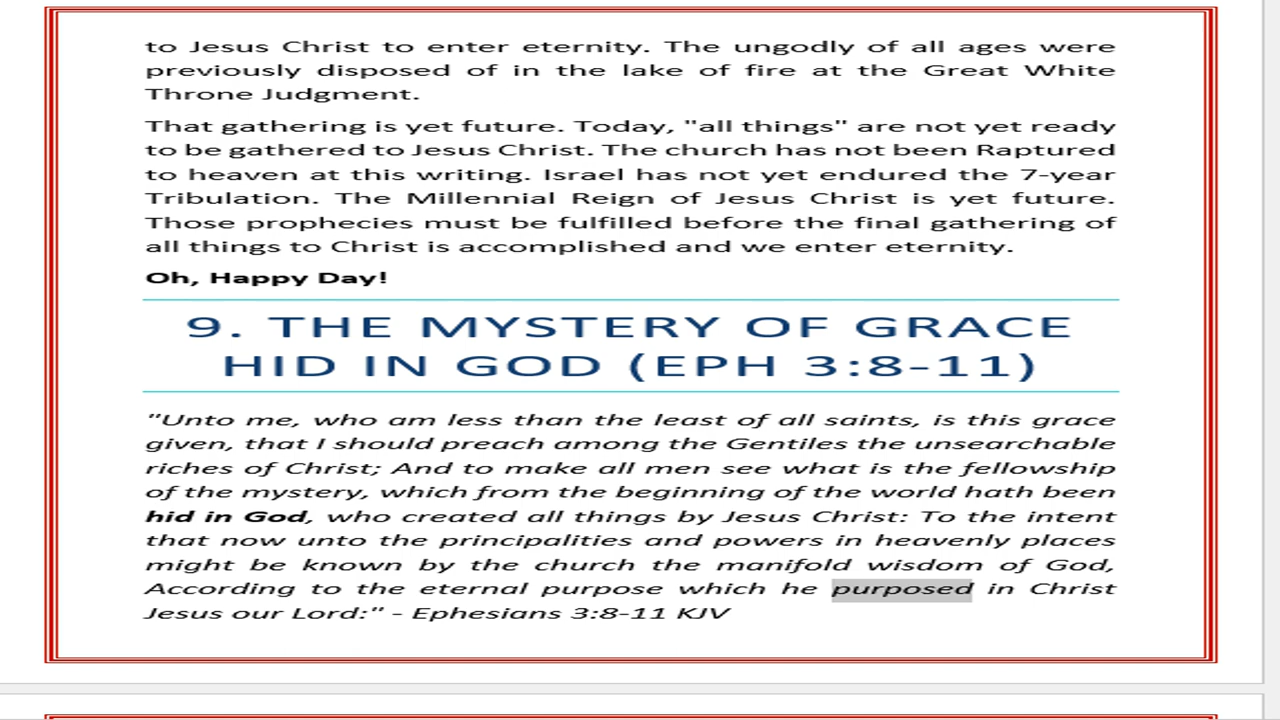 to Jesus Christ to enter eternity. The ungodly of all ages were
previously disposed of in the lake of fire at the Great White
Throne Judgment.
That gathering is yet future. Today, "all things" are not yet ready
to be gathered to Jesus Christ. The church has not been Raptured
to heaven at this writing. Israel has not yet endured the 7-year
Tribulation. The Millennial Reign of Jesus Christ is yet future.
Those prophecies must be fulfilled before the final gathering of
all things to Christ is accomplished and we enter eternity.
Oh, Happy Day!
9. THE MYSTERY OF GRACE
HID IN GOD (EPH 3:8-11)
"Unto me, who am less than the least of all saints, is this grace
given, that I should preach among the Gentiles the unsearchable
riches of Christ; And to make all men see what is the fellowship
of the mystery, which from the beginning of the world hath been
hid in God, who created all things by Jesus Christ: To the intent
that now unto the principalities and powers in heavenly places
might be known by the church the manifold wisdom of God,
According to the eternal purpose which he purposed in Christ
Jesus our Lord:" - Ephesians 3:8-11 KJV